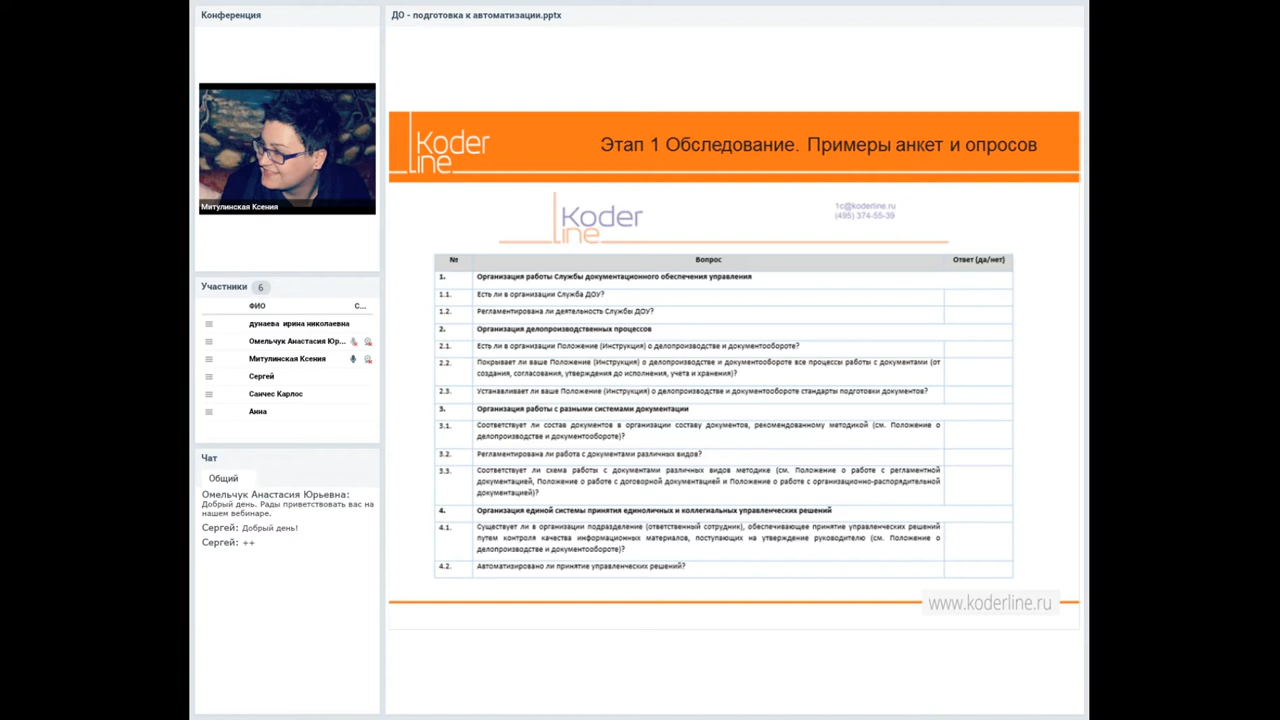 Конференция
ДО - подготовка к автоматизации.pptx
Митулинская Ксения
Участники 6
ФИО С...
дунаева ирина николаевна
Омельчук Анастасия Юр...
Митулинская Ксения
Сергей
Санчес Карлос
Анна
Чат
Общий
Омельчук Анастасия Юрьевна:
Добрый день. Рады приветствовать вас на
нашем вебинаре.
Сергей: Добрый день!
Сергей: ++
Koder
line
Этап 1 Обследование. Примеры анкет и опросов
Koder
line
1c@koderline.ru
(495) 374-55-39
№ Вопрос Ответ (да/нет)
1. Организация работы Службы документационного обеспечения управления
1.1. Есть ли в организации Служба ДОУ?
1.2. Регламентирована ли деятельность Службы ДОУ?
2. Организация делопроизводственных процессов
2.1. Есть ли в организации Положение (Инструкция) о делопроизводстве и документообороте?
2.2. Покрывает ли ваше Положение (Инструкция) о делопроизводстве и документообороте все процессы работы с документами (от
создания, согласования, утверждения до исполнения, учета и хранения)?
2.3. Устанавливает ли ваше Положение (Инструкция) о делопроизводстве и документообороте стандарты подготовки документов?
3. Организация работы с разными системами документации
3.1. Соответствует ли состав документов в организации составу документов, рекомендованному методикой (см. Положение о
делопроизводстве и документообороте)?
3.2. Регламентирована ли работа с документами различных видов?
3.3. Соответствует ли схема работы с документами различных видов методике (см. Положение о работе с регламентной
документацией, Положение о работе с договорной документацией и Положение о работе с организационно-распорядительной
документацией)?
4. Организация единой системы принятия единоличных и коллегиальных управленческих решений
4.1. Существует ли в организации подразделение (ответственный сотрудник), обеспечивающее принятие управленческих решений
путем контроля качества информационных материалов, поступающих на утверждение руководителю (см. Положение о
делопроизводстве и документообороте)?
4.2. Автоматизировано ли принятие управленческих решений?
www.koderline.ru